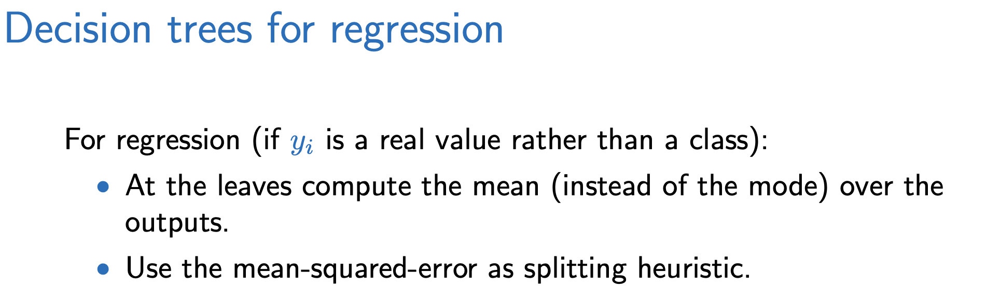 Decision trees for regression
For regression (if yᵢ is a real value rather than a class):
• At the leaves compute the mean (instead of the mode) over the
outputs.
• Use the mean-squared-error as splitting heuristic.